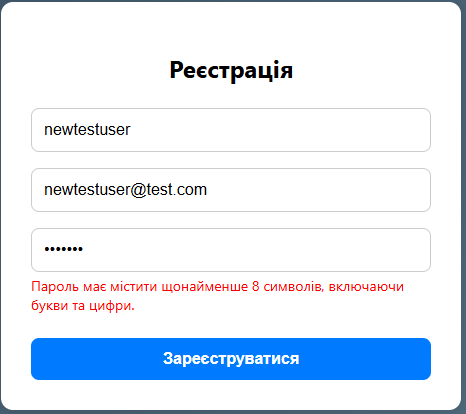 Реєстрація
newtestuser
newtestuser@test.com
•••••••
Пароль має містити щонайменше 8 символів, включаючи
букви та цифри.
Зареєструватися